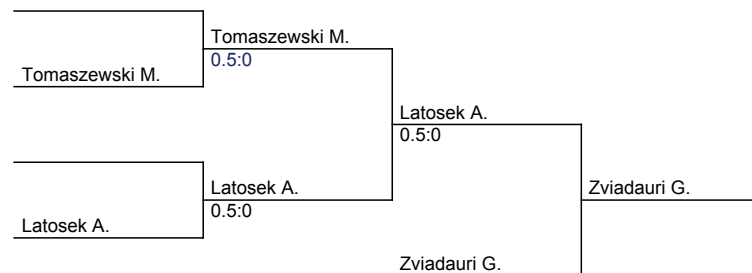 Tomaszewski M.
Tomaszewski M.
0.5:0
Latosek A.
0.5:0
Latosek A.
Latosek A.
0.5:0
Zviadauri G.
Zviadauri G.